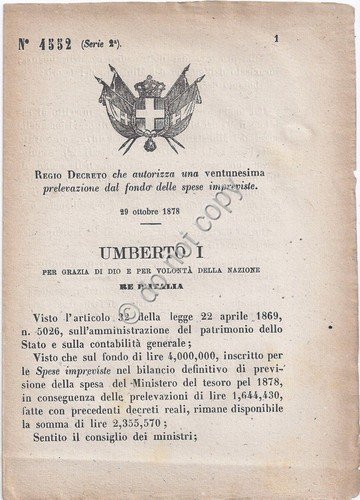 N° 4552 (Serie 2ª).
1
REGIO DECRETO che autorizza una ventunesima
prelevazione dal fondo delle spese impreviste.
29 ottobre 1878
UMBERTO I
PER GRAZIA DI DIO E PER VOLONTÀ DELLA NAZIONE
RE D'ITALIA
Visto l'articolo 32 della legge 22 aprile 1869,
n. 5026, sull'amministrazione del patrimonio dello
Stato e sulla contabilità generale;
Visto che sul fondo di lire 4,000,000, inscritto per
le Spese impreviste nel bilancio definitivo di previ-
sione della spesa del Ministero del tesoro pel 1878,
in conseguenza delle prelevazioni di lire 1,644,430,
fatte con precedenti decreti reali, rimane disponibile
la somma di lire 2,355,570;
Sentito il consiglio dei ministri;
do not copy